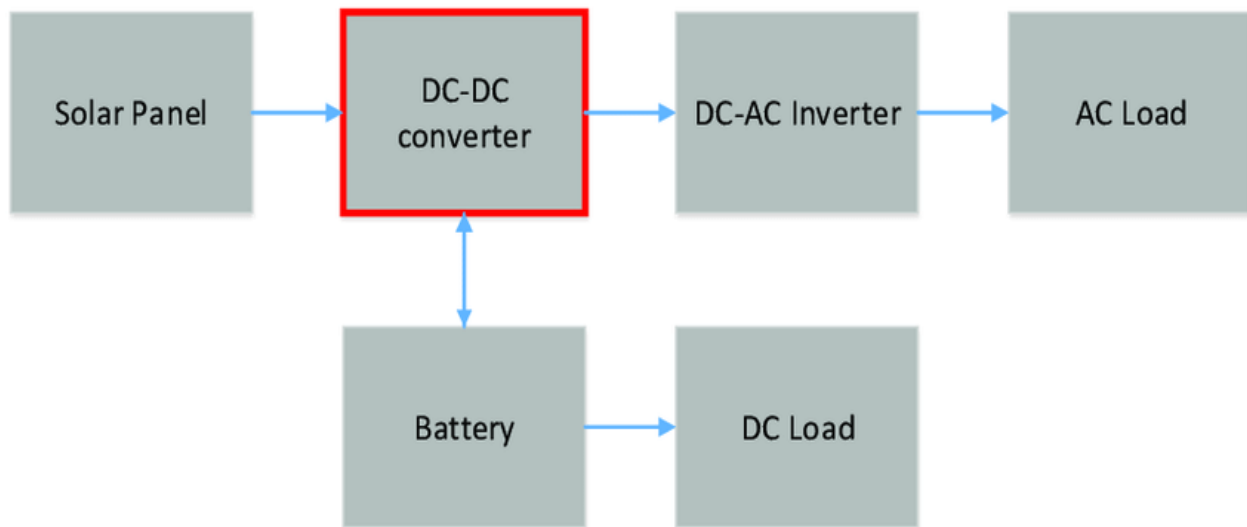 Solar Panel
DC-DC
converter
DC-AC Inverter
AC Load
Battery
DC Load